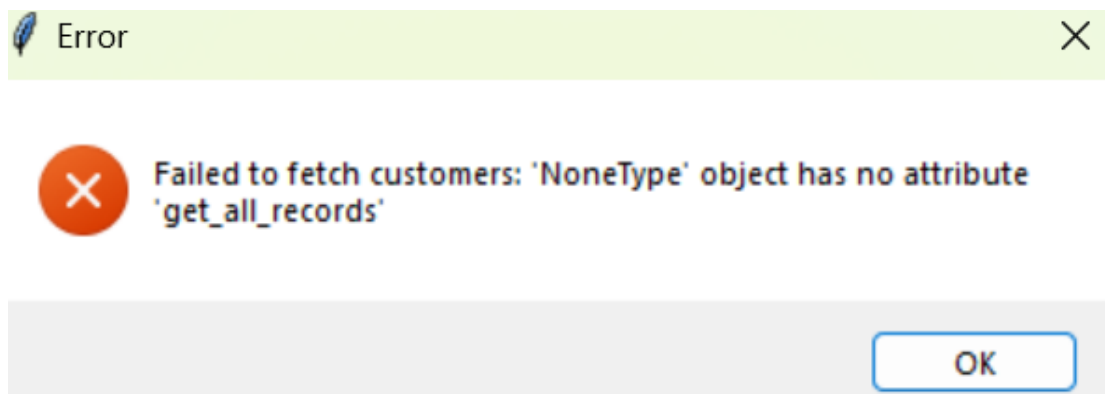 Error
Failed to fetch customers: 'NoneType' object has no attribute
'get_all_records'
OK